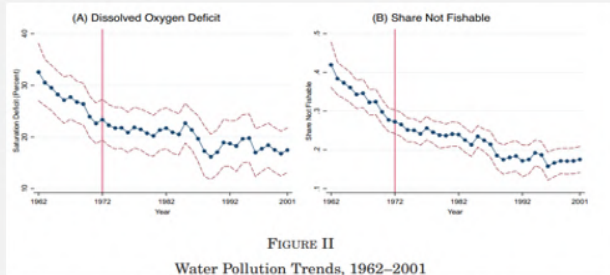 (A) Dissolved Oxygen Deficit
Saturation Deficit (Percent)
40
30
20
10
1962
1972
1982
1992
2001
Year
(B) Share Not Fishable
Share Not Fishable
.5
.4
.3
.2
.1
1962
1972
1982
1992
2001
Year
FIGURE II
Water Pollution Trends, 1962–2001